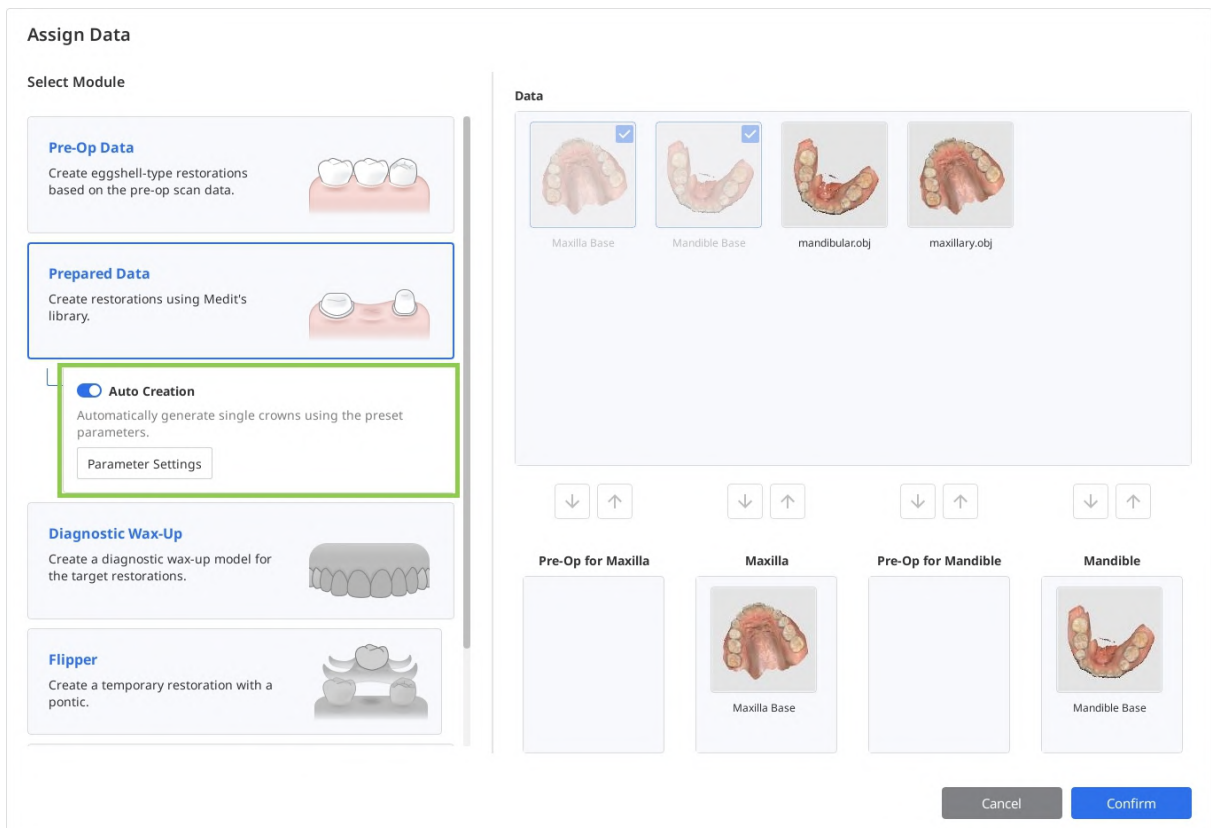 Assign Data
Select Module
Pre-Op Data
Create eggshell-type restorations
based on the pre-op scan data.
Prepared Data
Create restorations using Medit's
library.
Auto Creation
Automatically generate single crowns using the preset
parameters.
Parameter Settings
Diagnostic Wax-Up
Create a diagnostic wax-up model for
the target restorations.
Flipper
Create a temporary restoration with a
pontic.
Data
Maxilla Base
Mandible Base
mandibular.obj
maxillary.obj
Pre-Op for Maxilla
Maxilla
Pre-Op for Mandible
Mandible
Maxilla Base
Mandible Base
Cancel
Confirm